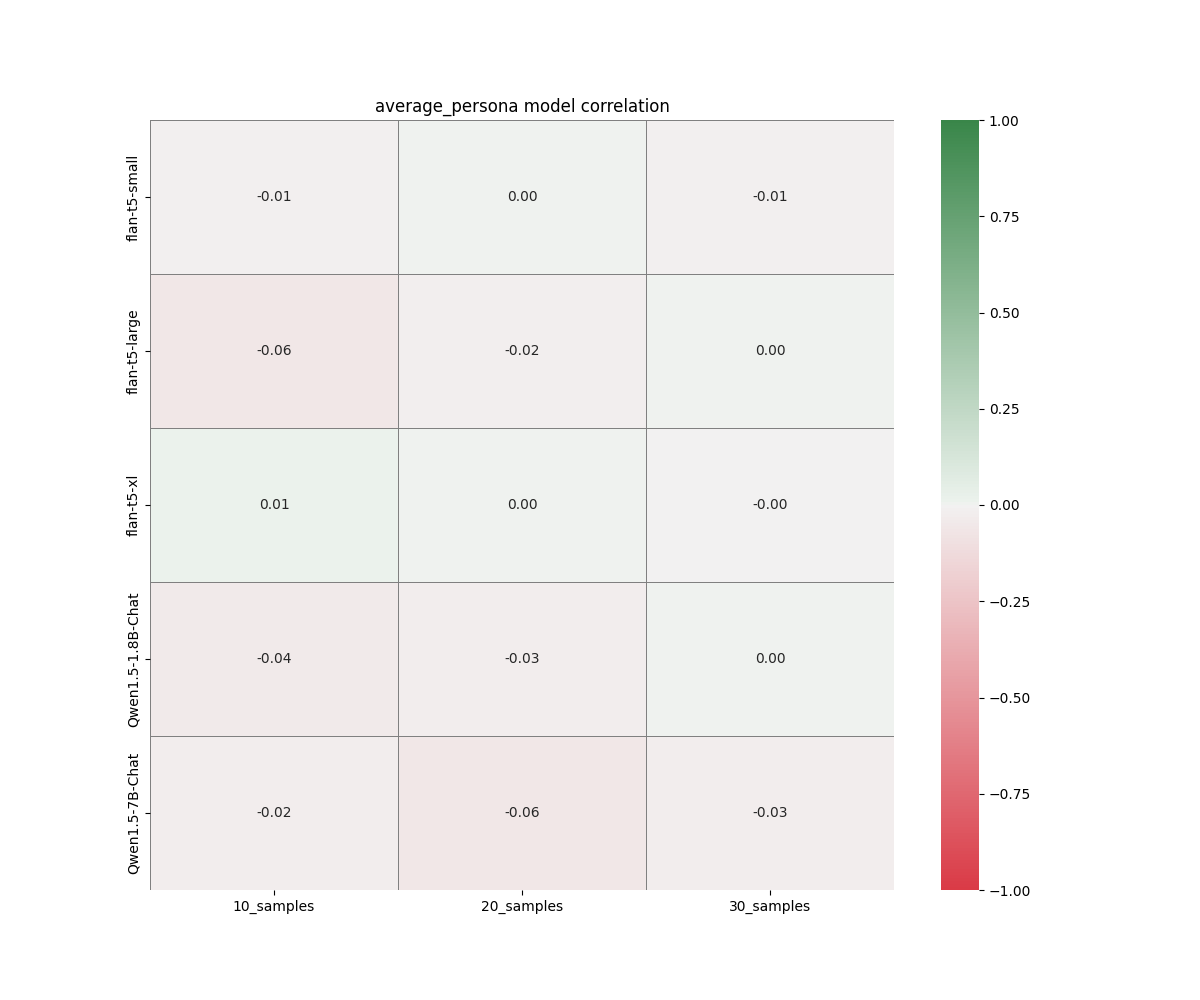 average_persona model correlation
flan-t5-small
-0.01
0.00
-0.01
flan-t5-large
-0.06
-0.02
0.00
flan-t5-xl
0.01
0.00
-0.00
Qwen1.5-1.8B-Chat
-0.04
-0.03
0.00
Qwen1.5-7B-Chat
-0.02
-0.06
-0.03
10_samples
20_samples
30_samples
1.00
0.75
0.50
0.25
0.00
−0.25
−0.50
−0.75
−1.00